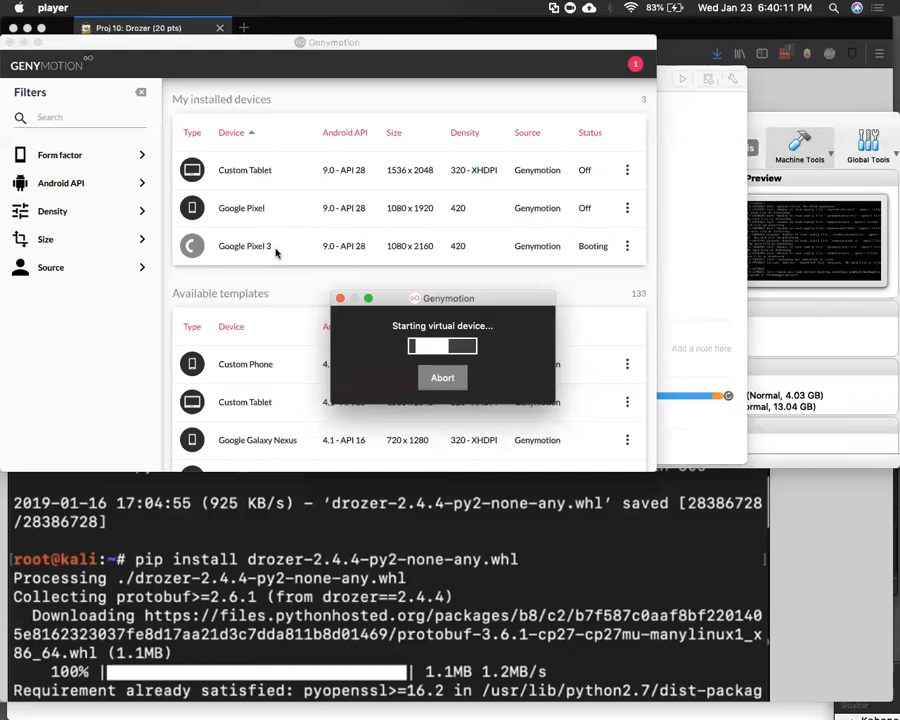 player
83%
Wed Jan 23 6:40:11 PM
Proj 10: Drozer (20 pts)
Genymotion
GENYMOTION
1
Filters
Search
Form factor
Android API
Density
Size
Source
My installed devices
3
Type Device Android API Size Density Source Status
Custom Tablet 9.0 - API 28 1536 x 2048 320 - XHDPI Genymotion Off
Google Pixel 9.0 - API 28 1080 x 1920 420 Genymotion Off
Google Pixel 3 9.0 - API 28 1080 x 2160 420 Genymotion Booting
Available templates
133
Type Device
Custom Phone 4.
Custom Tablet 4.
Google Galaxy Nexus 4.1 - API 16 720 x 1280 320 - XHDPI Genymotion
Genymotion
Starting virtual device...
Abort
Machine Tools
Global Tools
Preview
Add a note here
(Normal, 4.03 GB)
ormal, 13.04 GB)
2019-01-16 17:04:55 (925 KB/s) - ‘drozer-2.4.4-py2-none-any.whl’ saved [28386728
/28386728]
[root@kali:~# pip install drozer-2.4.4-py2-none-any.whl
Processing ./drozer-2.4.4-py2-none-any.whl
Collecting protobuf>=2.6.1 (from drozer==2.4.4)
Downloading https://files.pythonhosted.org/packages/b8/c2/b7f587c0aaf8bf220140
5e8162323037fe8d17aa21d3c7dda811b8d01469/protobuf-3.6.1-cp27-cp27mu-manylinux1_x
86_64.whl (1.1MB)
100% | | 1.1MB 1.2MB/s
Requirement already satisfied: pyopenssl>=16.2 in /usr/lib/python2.7/dist-packag
Sidebar